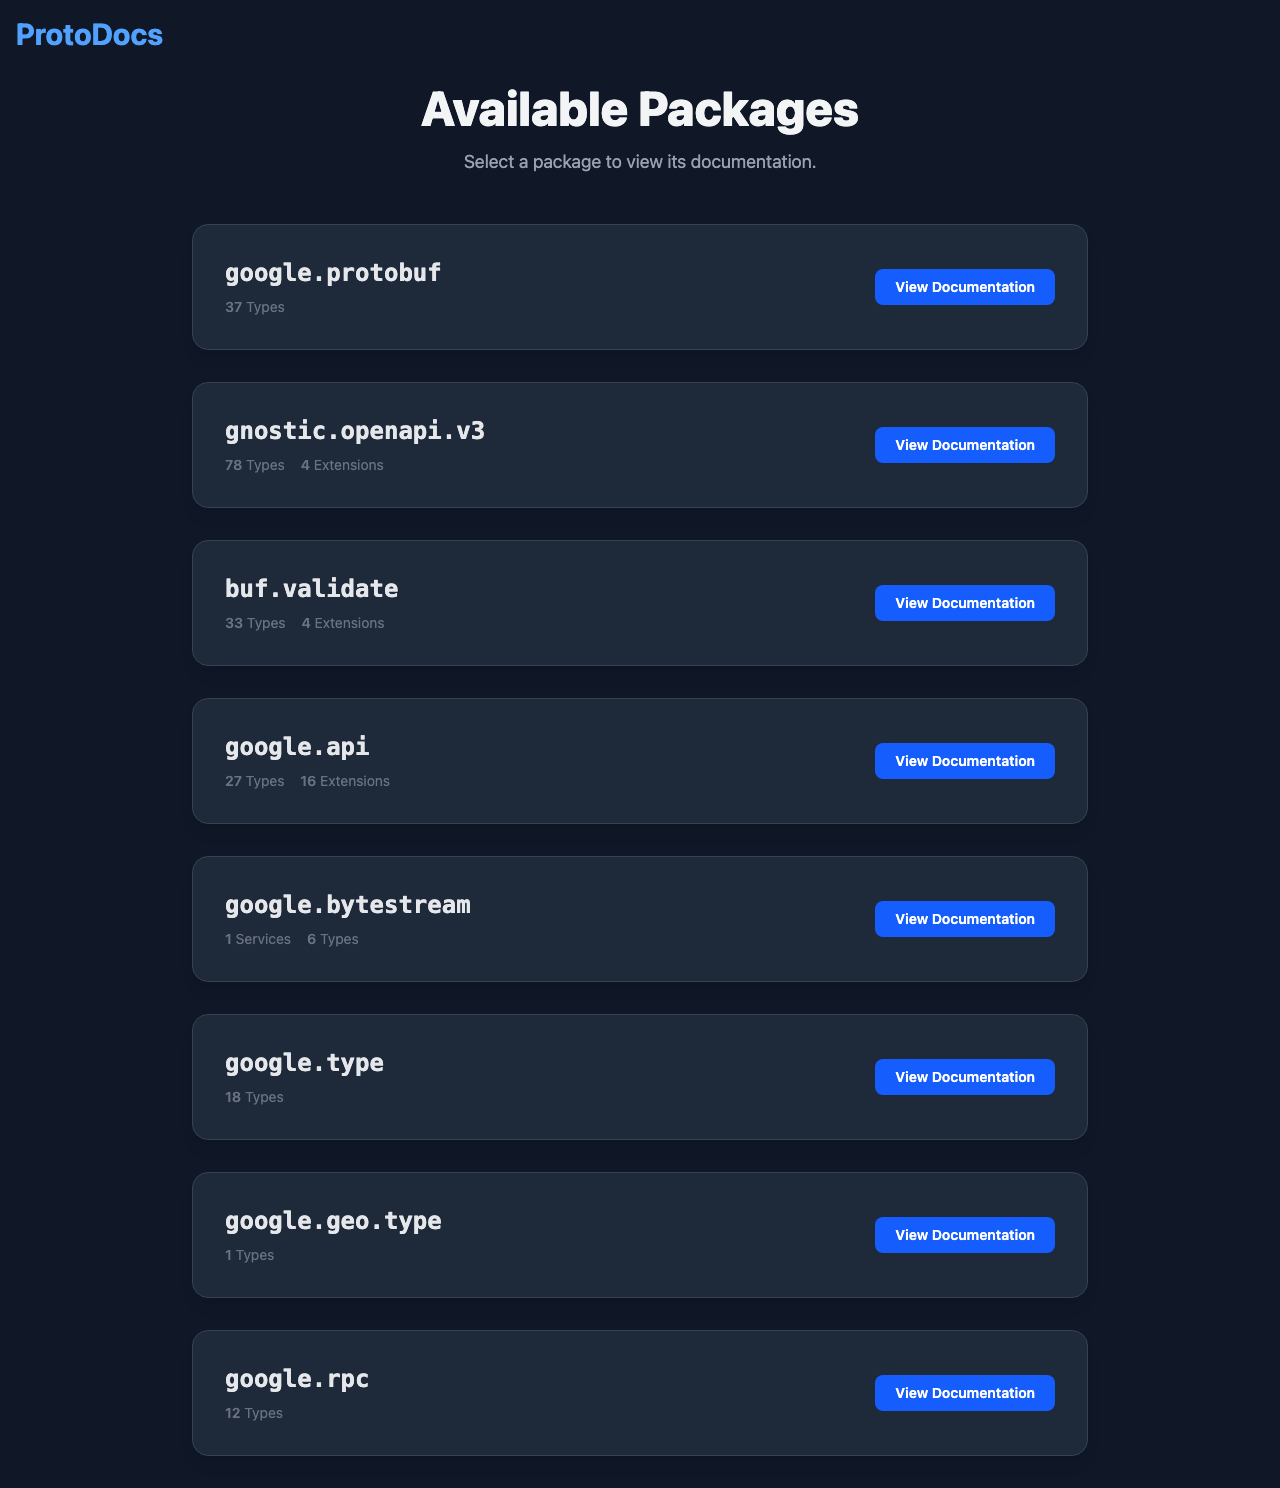 ProtoDocs
Available Packages
Select a package to view its documentation.
google.protobuf
37 Types
View Documentation
gnostic.openapi.v3
78 Types 4 Extensions
View Documentation
buf.validate
33 Types 4 Extensions
View Documentation
google.api
27 Types 16 Extensions
View Documentation
google.bytestream
1 Services 6 Types
View Documentation
google.type
18 Types
View Documentation
google.geo.type
1 Types
View Documentation
google.rpc
12 Types
View Documentation